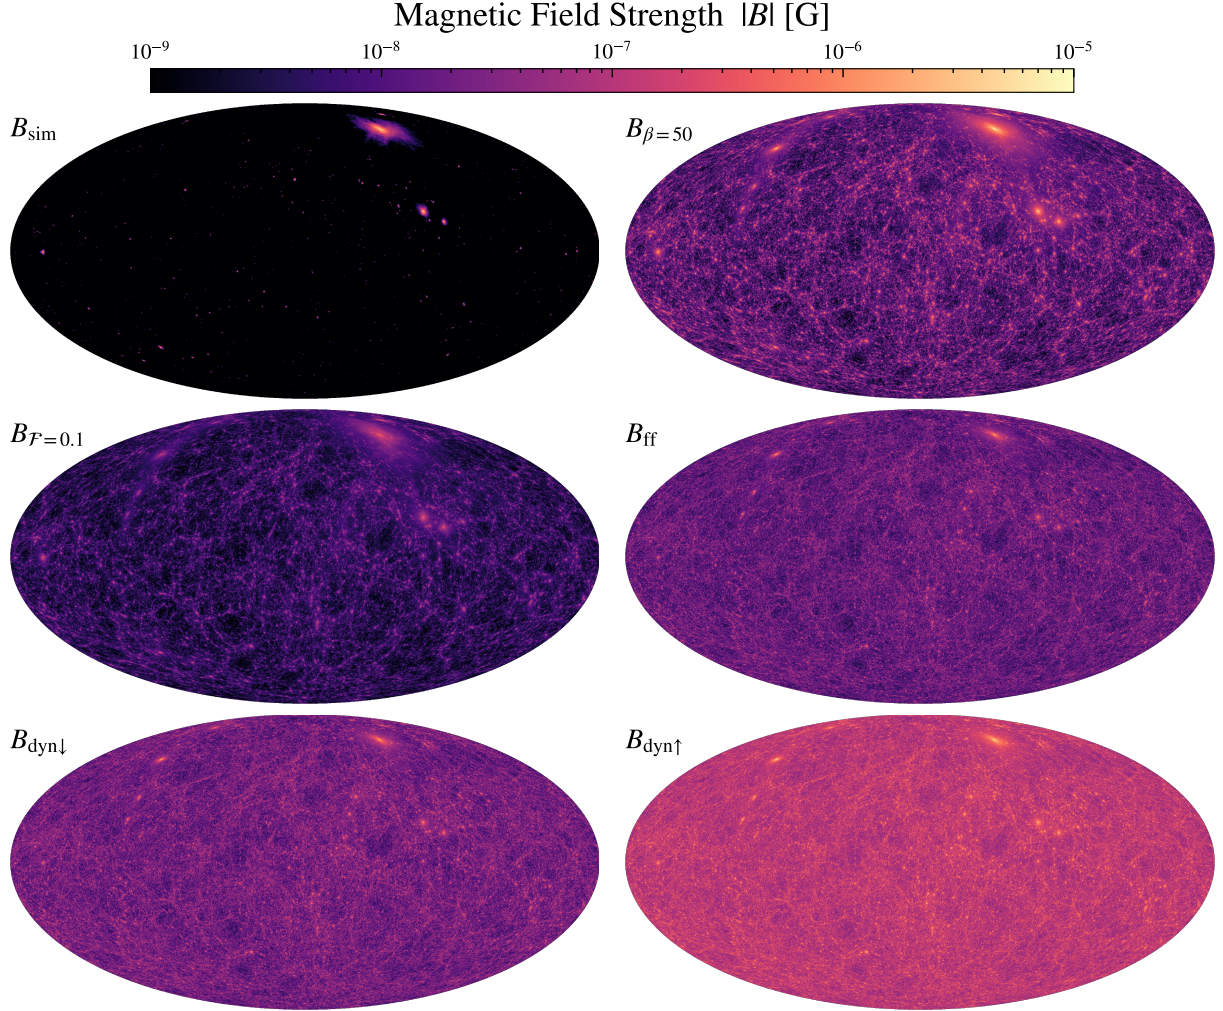 Magnetic Field Strength |B| [G]
10⁻⁹ 10⁻⁸ 10⁻⁷ 10⁻⁶ 10⁻⁵
B_sim
B_β=50
B_ℱ=0.1
B_ff
B_dyn↓
B_dyn↑